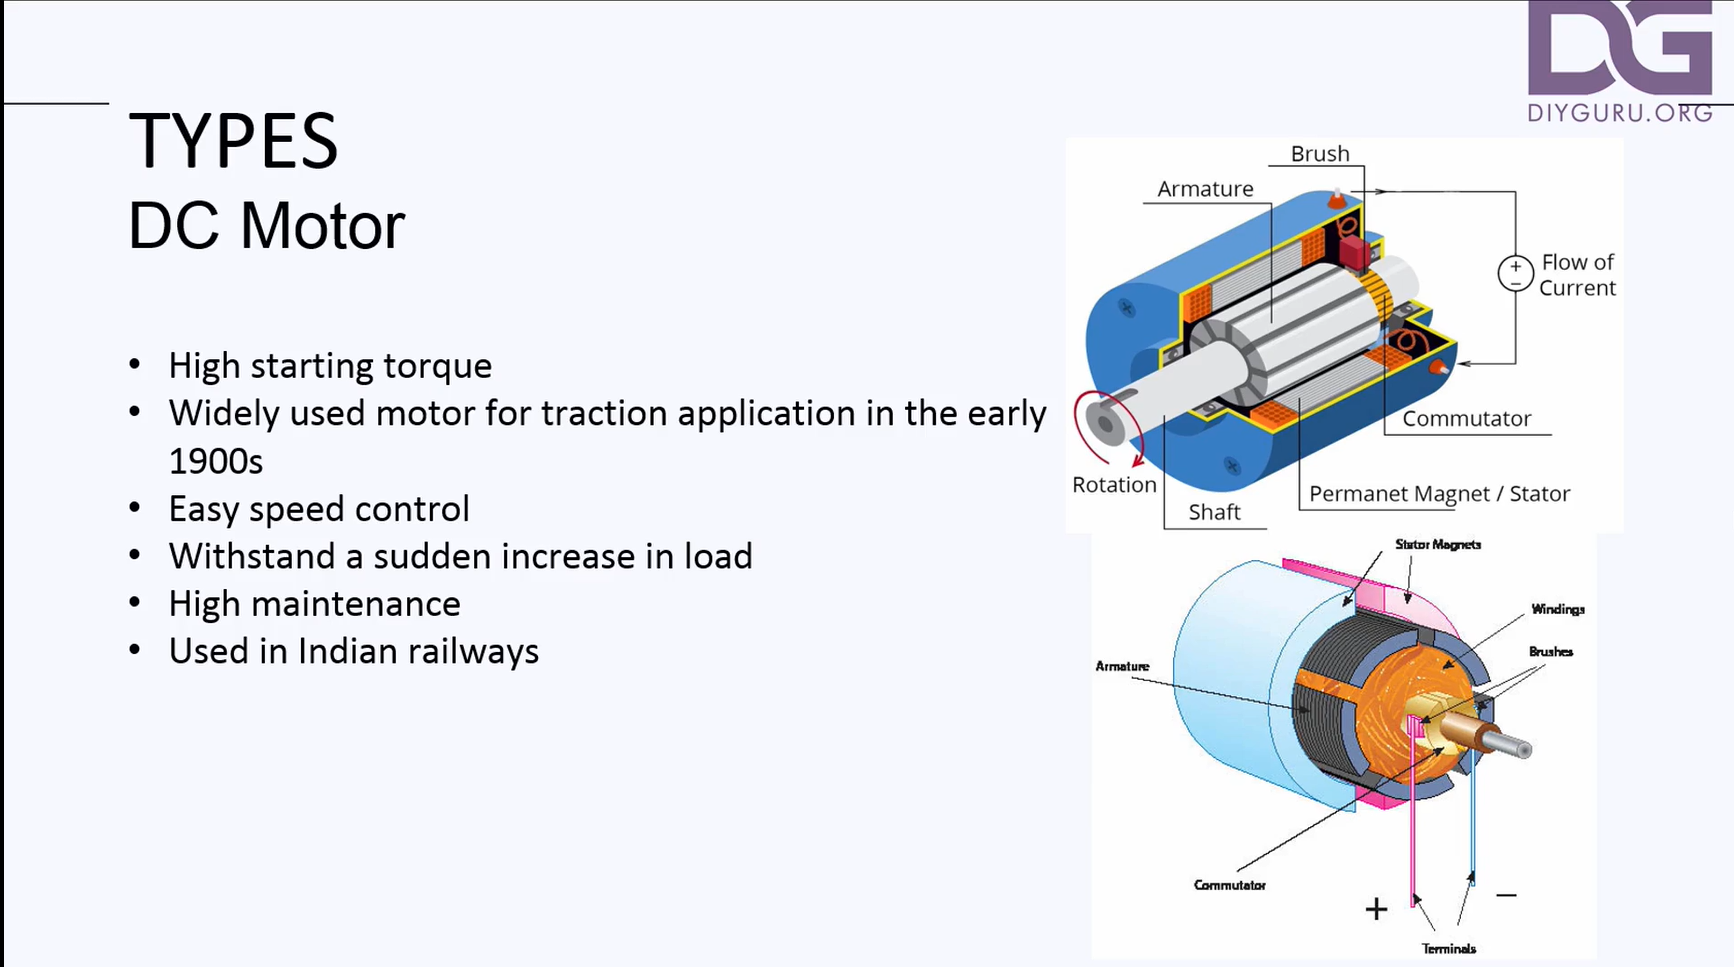 DG
DIYGURU.ORG
TYPES
DC Motor
• High starting torque
• Widely used motor for traction application in the early
1900s
• Easy speed control
• Withstand a sudden increase in load
• High maintenance
• Used in Indian railways
Brush
Armature
+
−
Flow of
Current
Commutator
Rotation
Permanet Magnet / Stator
Shaft
Stator Magnets
Windings
Brushes
Armature
Commutator
+
−
Terminals